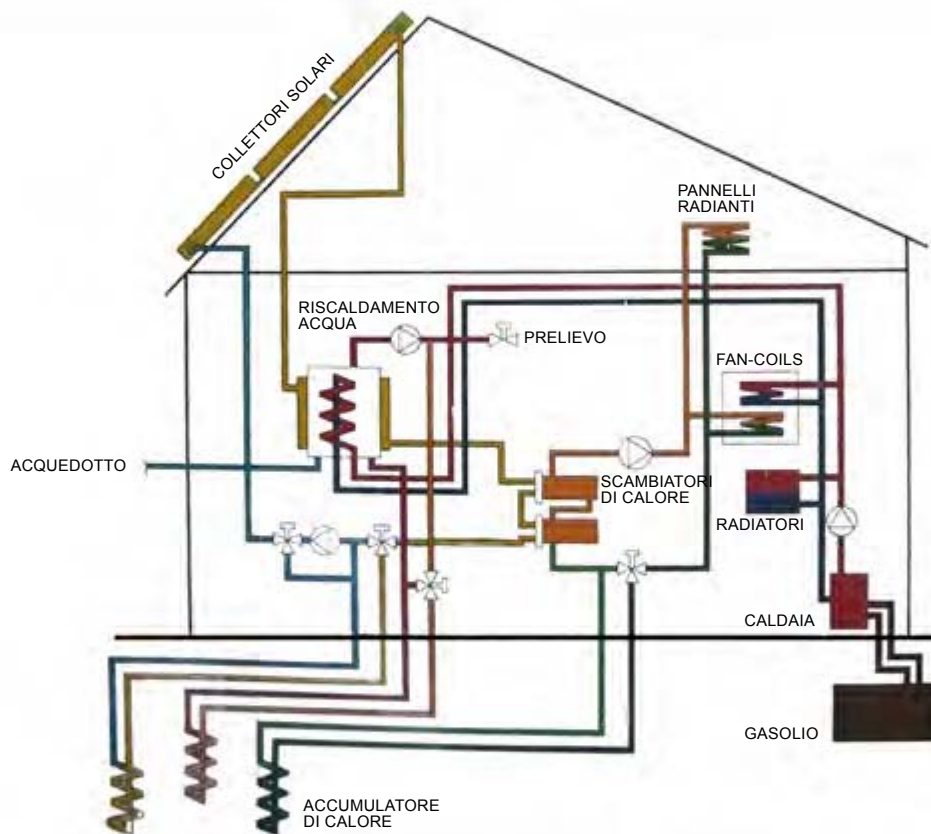 COLLETTORI SOLARI
PANNELLI
RADIANTI
RISCALDAMENTO
ACQUA
PRELIEVO
FAN-COILS
ACQUEDOTTO
SCAMBIATORI
DI CALORE
RADIATORI
CALDAIA
GASOLIO
ACCUMULATORE
DI CALORE